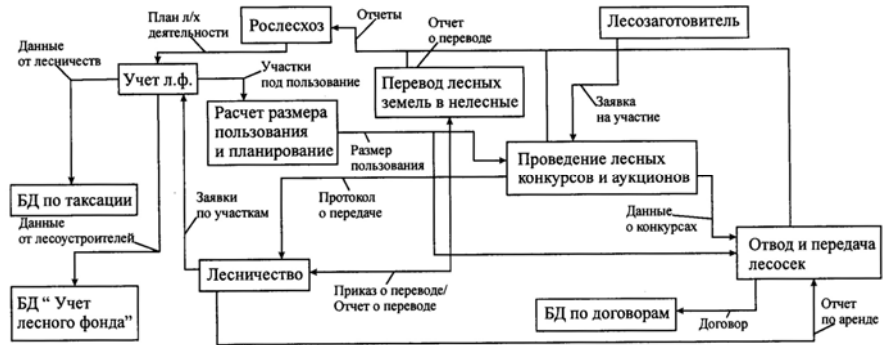 План л/х
деятельности
Рослесхоз
Отчеты
Отчет
о переводе
Лесозаготовитель
Данные
от лесничеств
Учет л.ф.
Участки
под пользование
Перевод лесных
земель в нелесные
Заявка
на участие
Расчет размера
пользования
и планирование
Размер
пользования
Проведение лесных
конкурсов и аукционов
БД по таксации
Заявки
по участкам
Протокол
о передаче
Данные
о конкурсах
Данные
от лесоустроителей
Отвод и передача
лесосек
Лесничество
Приказ о переводе/
Отчет о переводе
БД “ Учет
лесного фонда”
БД по договорам
Договор
Отчет
по аренде